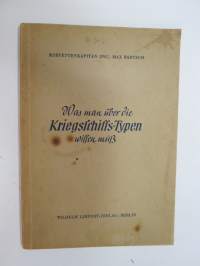 KORVETTENKAPITÄN (ING.) MAX BARTSCH
Was man über die
Kriegsschiffs-Typen
wissen muß
WILHELM LIMPERT-VERLAG, BERLIN